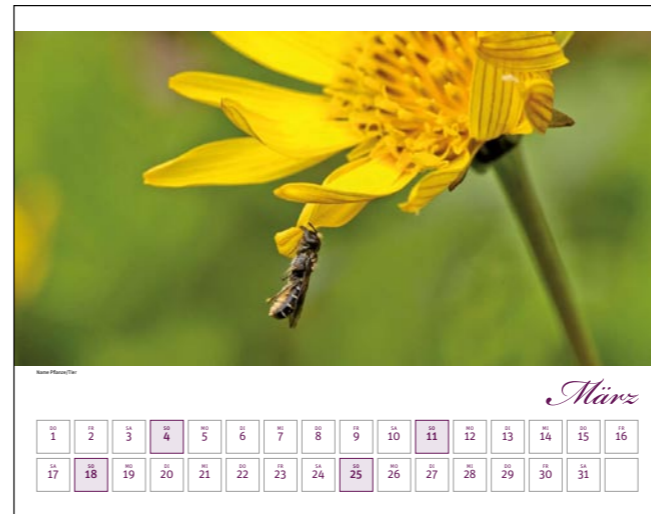 Name Pflanze/Tier
März
DO FR SA SO MO DI MI DO FR SA SO MO DI MI DO FR
1 2 3 4 5 6 7 8 9 10 11 12 13 14 15 16
SA SO MO DI MI DO FR SA SO MO DI MI DO FR SA
17 18 19 20 21 22 23 24 25 26 27 28 29 30 31